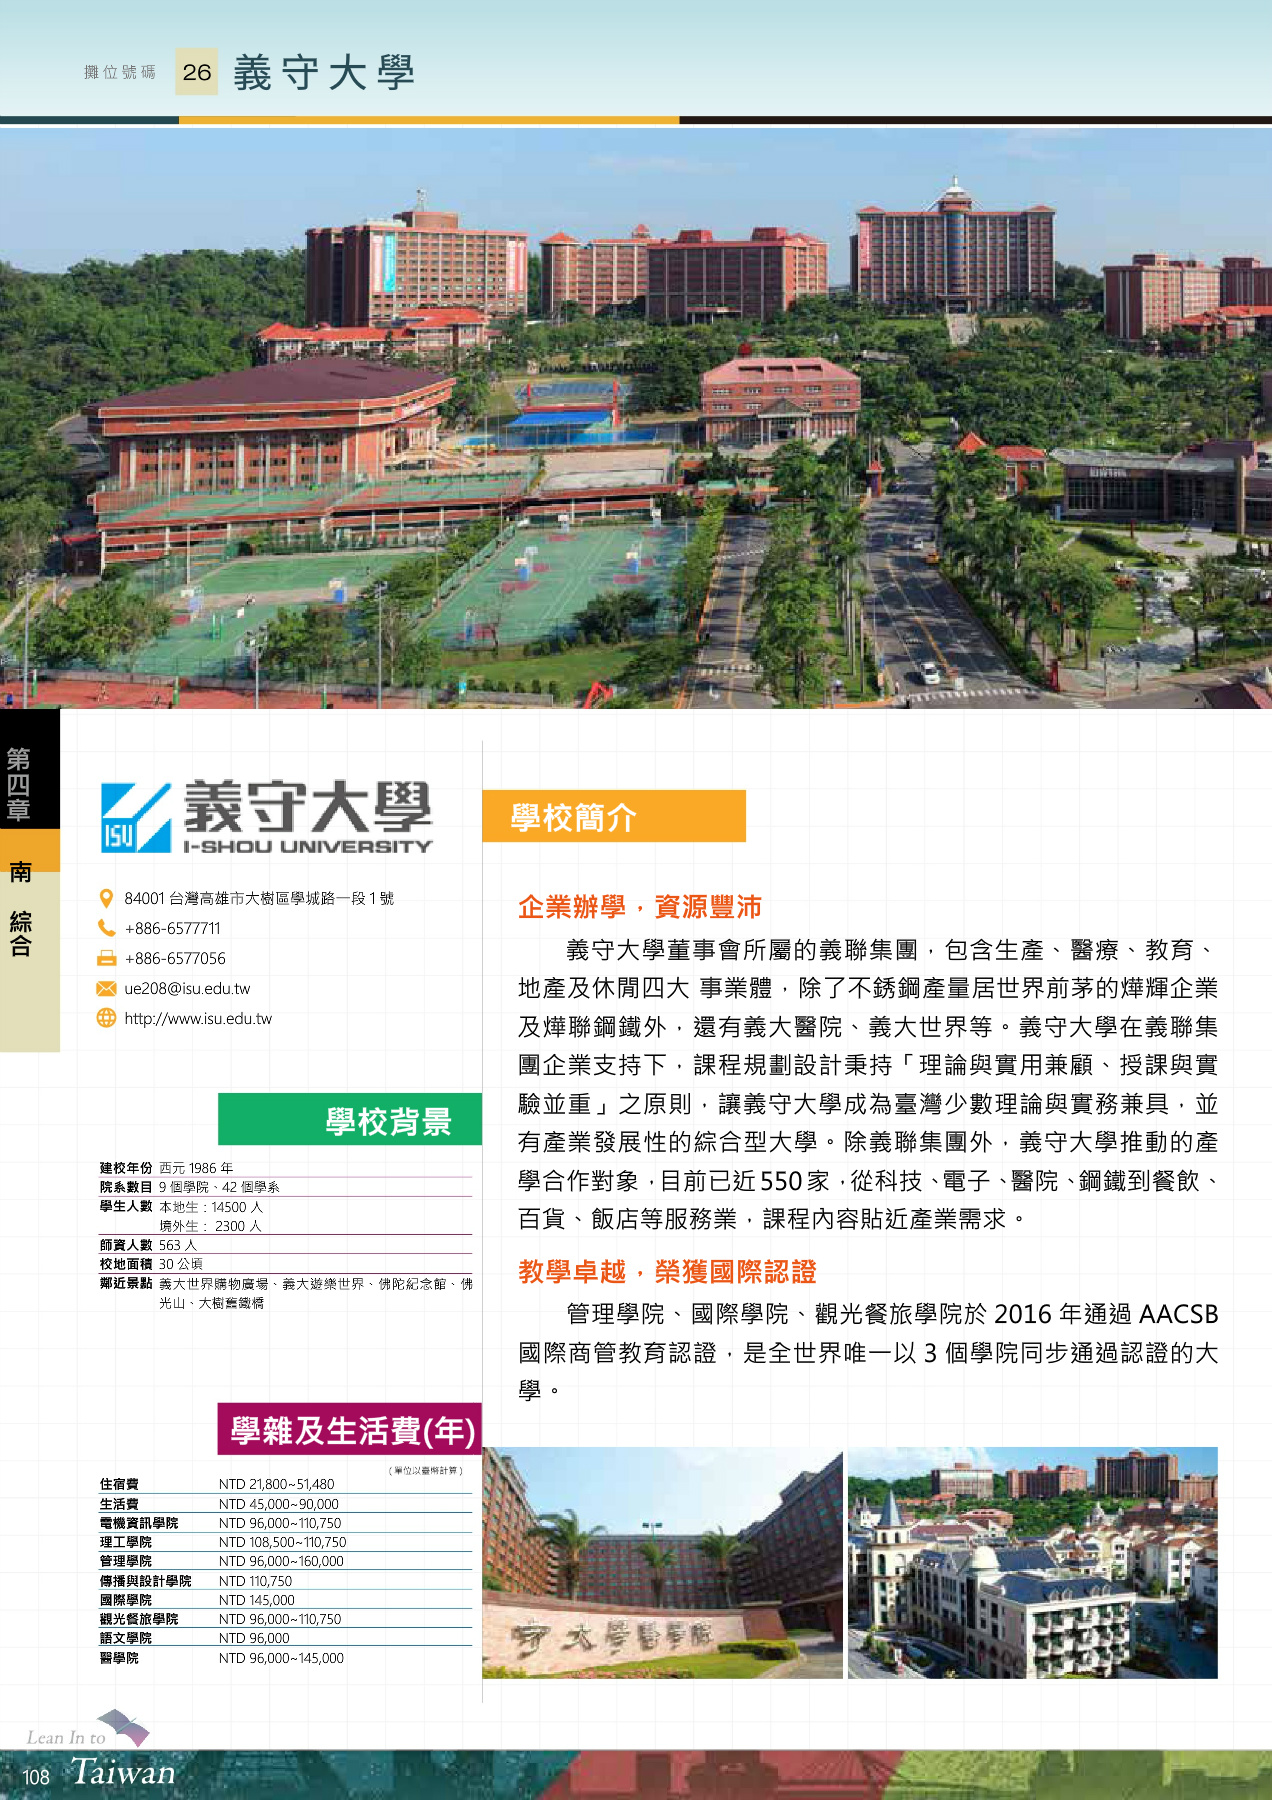 攤位號碼 26 義守大學
第四章
南
綜合
ISU
義守大學
I-SHOU UNIVERSITY
84001 台灣高雄市大樹區學城路一段 1 號
+886-6577711
+886-6577056
ue208@isu.edu.tw
http://www.isu.edu.tw
學校背景
建校年份 西元 1986 年
院系數目 9 個學院、42 個學系
學生人數 本地生：14500 人
境外生： 2300 人
師資人數 563 人
校地面積 30 公頃
鄰近景點 義大世界購物廣場、義大遊樂世界、佛陀紀念館、佛
光山、大樹舊鐵橋
學雜及生活費(年)
（單位以臺幣計算）
住宿費 NTD 21,800~51,480
生活費 NTD 45,000~90,000
電機資訊學院 NTD 96,000~110,750
理工學院 NTD 108,500~110,750
管理學院 NTD 96,000~160,000
傳播與設計學院 NTD 110,750
國際學院 NTD 145,000
觀光餐旅學院 NTD 96,000~110,750
語文學院 NTD 96,000
醫學院 NTD 96,000~145,000
學校簡介
企業辦學，資源豐沛
義守大學董事會所屬的義聯集團，包含生產、醫療、教育、
地產及休閒四大 事業體，除了不銹鋼產量居世界前茅的燁輝企業
及燁聯鋼鐵外，還有義大醫院、義大世界等。義守大學在義聯集
團企業支持下，課程規劃設計秉持「理論與實用兼顧、授課與實
驗並重」之原則，讓義守大學成為臺灣少數理論與實務兼具，並
有產業發展性的綜合型大學。除義聯集團外，義守大學推動的產
學合作對象，目前已近 550 家，從科技、電子、醫院、鋼鐵到餐飲、
百貨、飯店等服務業，課程內容貼近產業需求。
教學卓越，榮獲國際認證
管理學院、國際學院、觀光餐旅學院於 2016 年通過 AACSB
國際商管教育認證，是全世界唯一以 3 個學院同步通過認證的大
學。
守大學醫學院
Lean In to
Taiwan
108